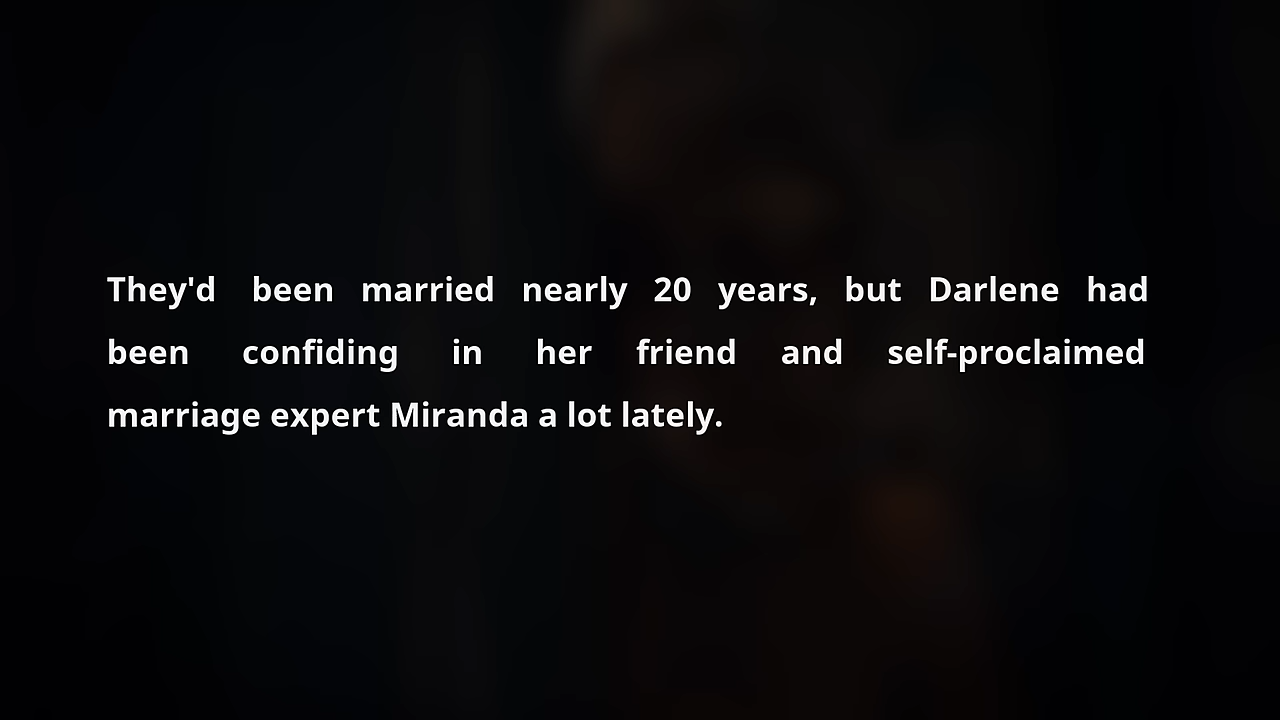 They'd been married nearly 20 years, but Darlene had
been confiding in her friend and self-proclaimed
marriage expert Miranda a lot lately.